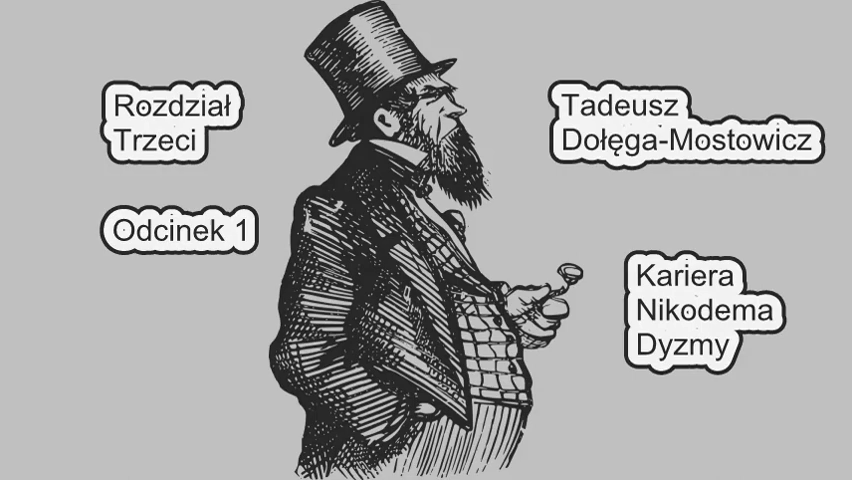 Rozdział
Trzeci
Odcinek 1
Tadeusz
Dołęga-Mostowicz
Kariera
Nikodema
Dyzmy